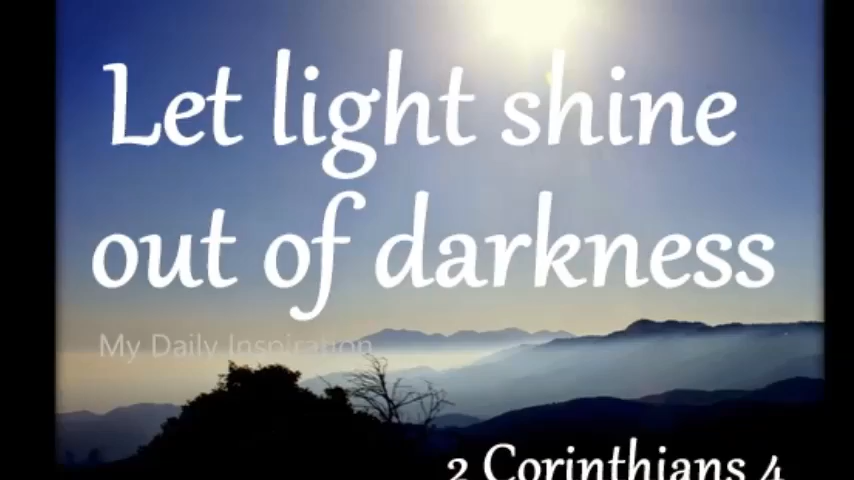 Let light shine
out of darkness
My Daily Inspiration
2 Corinthians 4